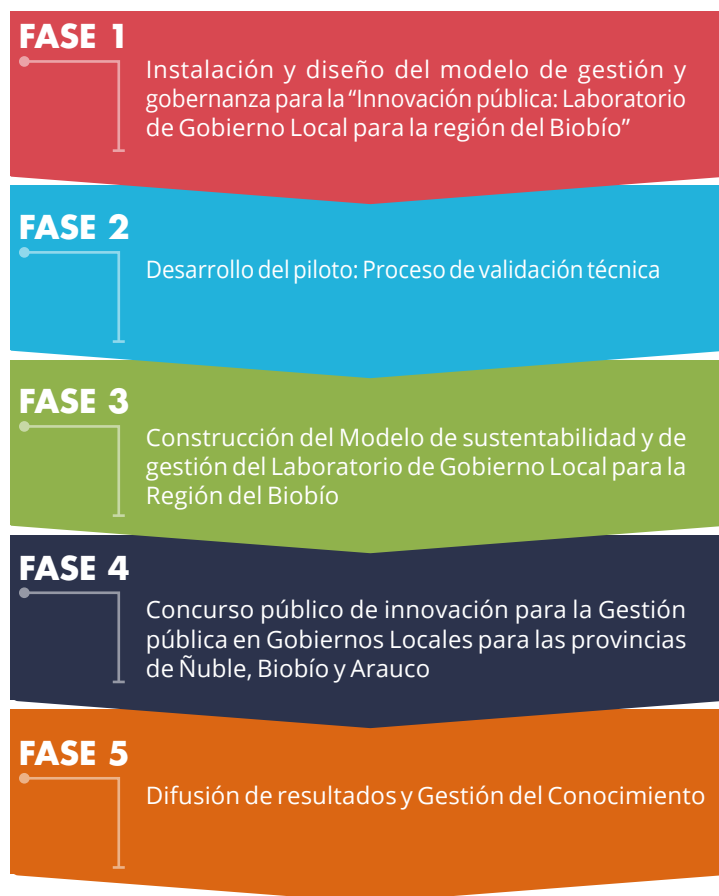 FASE 1
Instalación y diseño del modelo de gestión y
gobernanza para la “Innovación pública: Laboratorio
de Gobierno Local para la región del Biobío”
FASE 2
Desarrollo del piloto: Proceso de validación técnica
FASE 3
Construcción del Modelo de sustentabilidad y de
gestión del Laboratorio de Gobierno Local para la
Región del Biobío
FASE 4
Concurso público de innovación para la Gestión
pública en Gobiernos Locales para las provincias
de Ñuble, Biobío y Arauco
FASE 5
Difusión de resultados y Gestión del Conocimiento